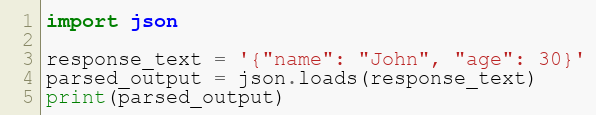 1 import json
2
3 response_text = '{"name": "John", "age": 30}'
4 parsed_output = json.loads(response_text)
5 print(parsed_output)